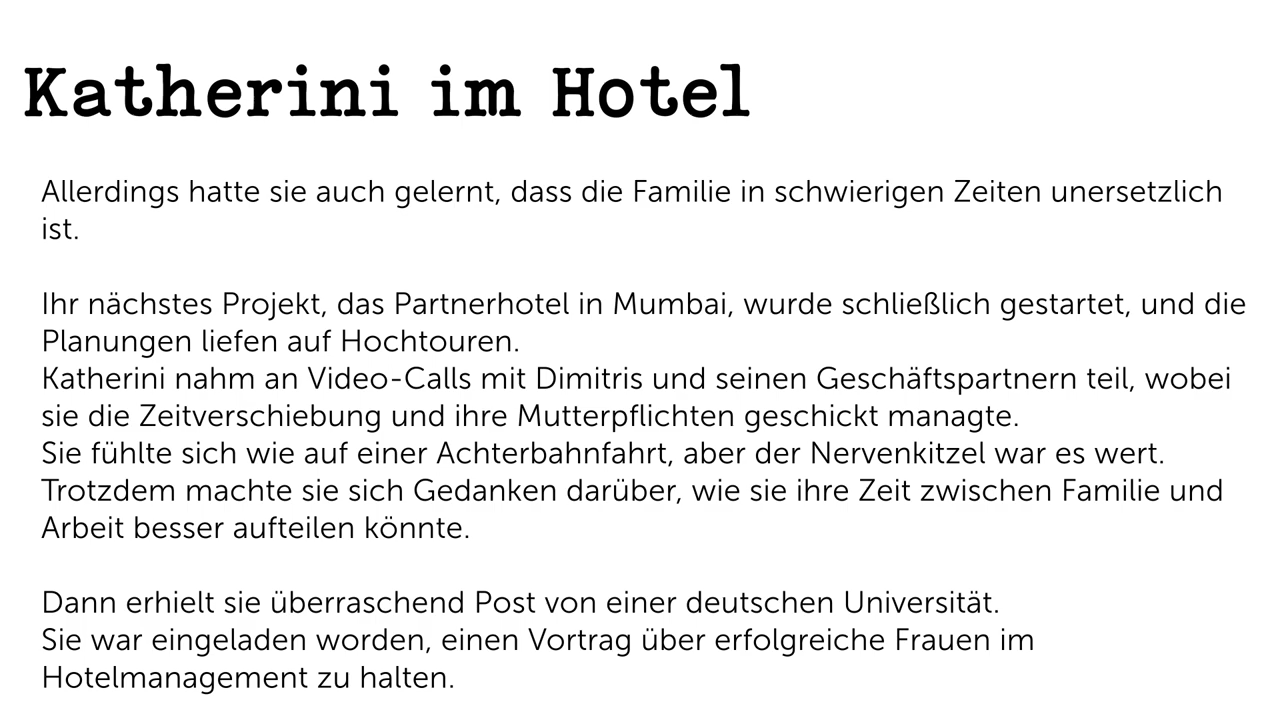 Katherini im Hotel
Allerdings hatte sie auch gelernt, dass die Familie in schwierigen Zeiten unersetzlich
ist.
Ihr nächstes Projekt, das Partnerhotel in Mumbai, wurde schließlich gestartet, und die
Planungen liefen auf Hochtouren.
Katherini nahm an Video-Calls mit Dimitris und seinen Geschäftspartnern teil, wobei
sie die Zeitverschiebung und ihre Mutterpflichten geschickt managte.
Sie fühlte sich wie auf einer Achterbahnfahrt, aber der Nervenkitzel war es wert.
Trotzdem machte sie sich Gedanken darüber, wie sie ihre Zeit zwischen Familie und
Arbeit besser aufteilen könnte.
Dann erhielt sie überraschend Post von einer deutschen Universität.
Sie war eingeladen worden, einen Vortrag über erfolgreiche Frauen im
Hotelmanagement zu halten.